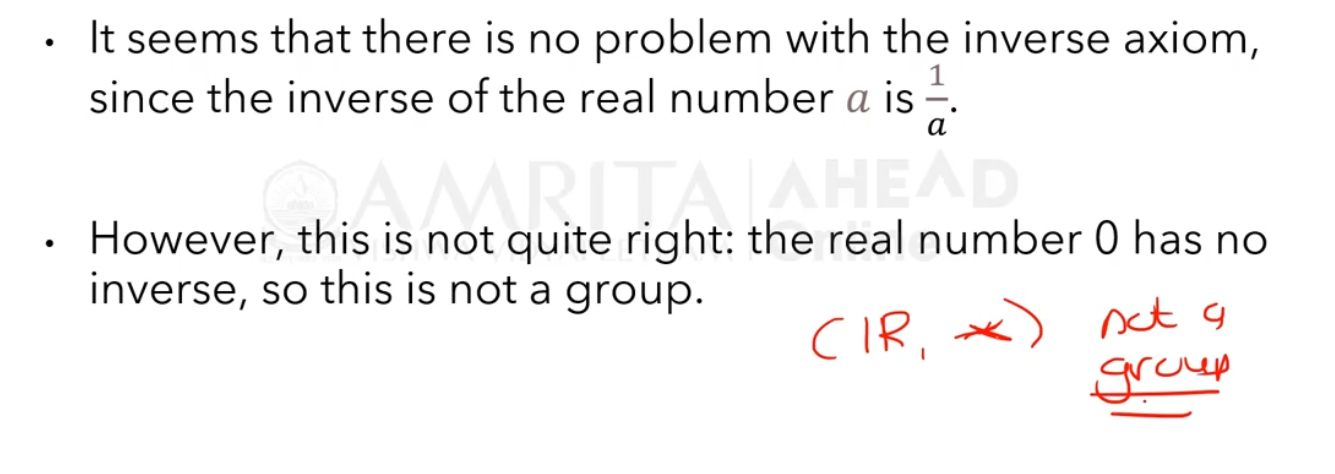 • It seems that there is no problem with the inverse axiom,
since the inverse of the real number a is 1/a.
AMRITA AHEAD
Online
• However, this is not quite right: the real number 0 has no
inverse, so this is not a group.
(ℝ, *) not a
group